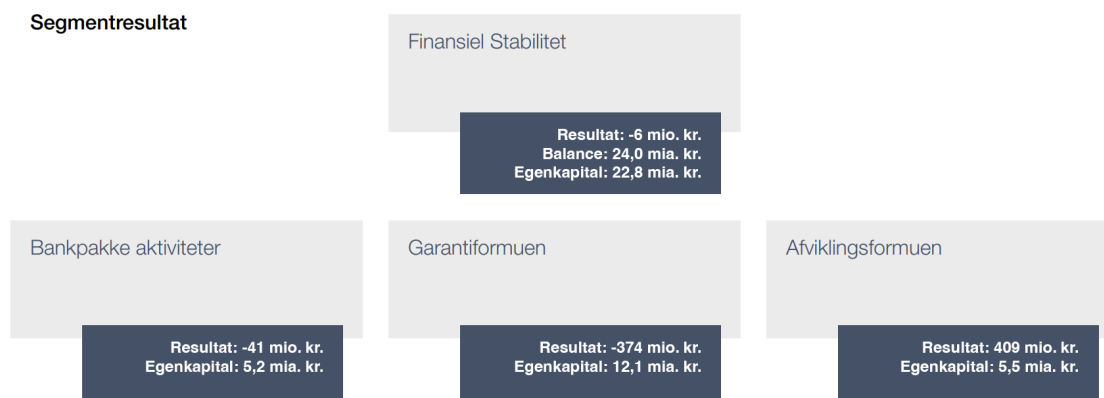 Segmentresultat
Finansiel Stabilitet
Resultat: -6 mio. kr.
Balance: 24,0 mia. kr.
Egenkapital: 22,8 mia. kr.
Bankpakke aktiviteter
Resultat: -41 mio. kr.
Egenkapital: 5,2 mia. kr.
Garantiformuen
Resultat: -374 mio. kr.
Egenkapital: 12,1 mia. kr.
Afviklingsformuen
Resultat: 409 mio. kr.
Egenkapital: 5,5 mia. kr.